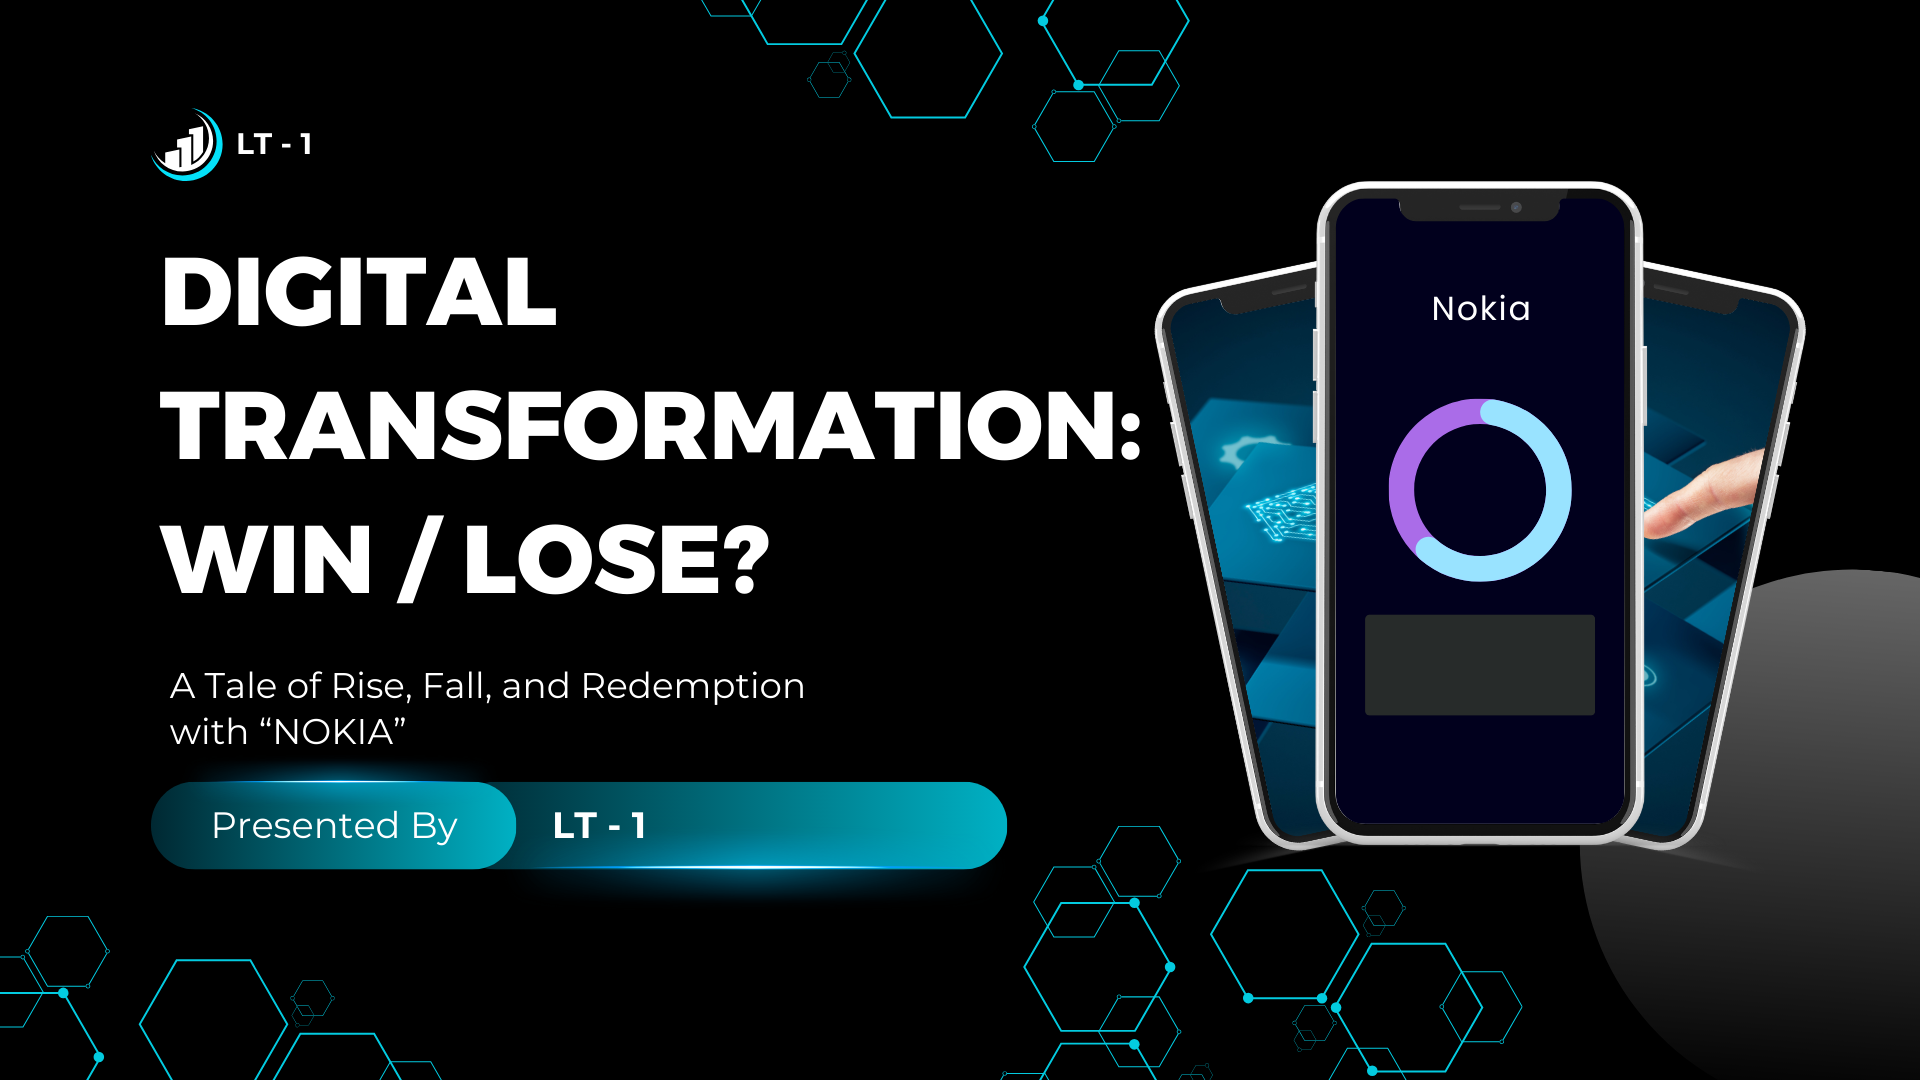 LT - 1
DIGITAL
TRANSFORMATION:
WIN / LOSE?
A Tale of Rise, Fall, and Redemption
with “NOKIA”
Presented By
LT - 1
Nokia